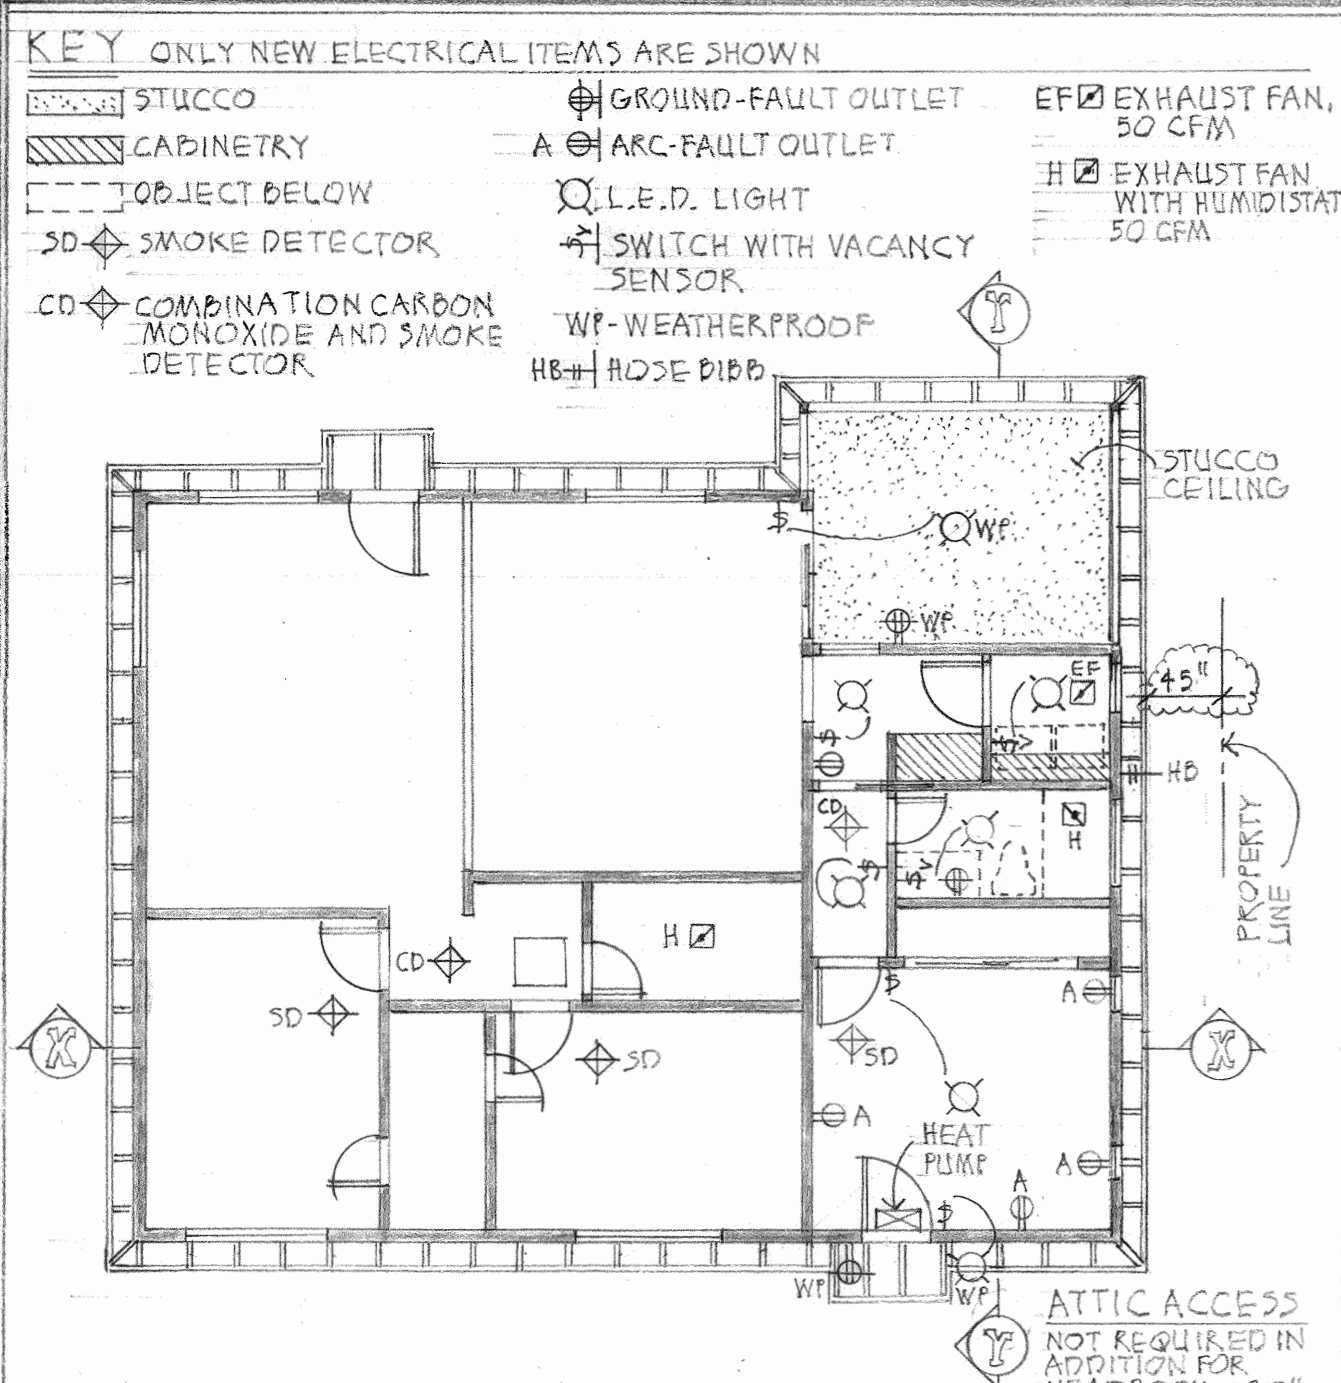 KEY ONLY NEW ELECTRICAL ITEMS ARE SHOWN
STUCCO
CABINETRY
OBJECT BELOW
SD SMOKE DETECTOR
CD COMBINATION CARBON
MONOXIDE AND SMOKE
DETECTOR
GROUND-FAULT OUTLET
A ARC-FAULT OUTLET
L.E.D. LIGHT
$V SWITCH WITH VACANCY
SENSOR
WP-WEATHERPROOF
HB HOSE BIBB
EF EXHAUST FAN,
50 CFM
H EXHAUST FAN
WITH HUMIDISTAT
50 CFM
Y
STUCCO
CEILING
$
WP
WP
EF
45"
$
$V
HB
CD
H
$
$V
PROPERTY
LINE
H
CD
$
A
SD
X
X
SD
SD
A
HEAT
PUMP
A
A
$
WP
WP
Y
ATTIC ACCESS
NOT REQUIRED IN
ADDITION FOR